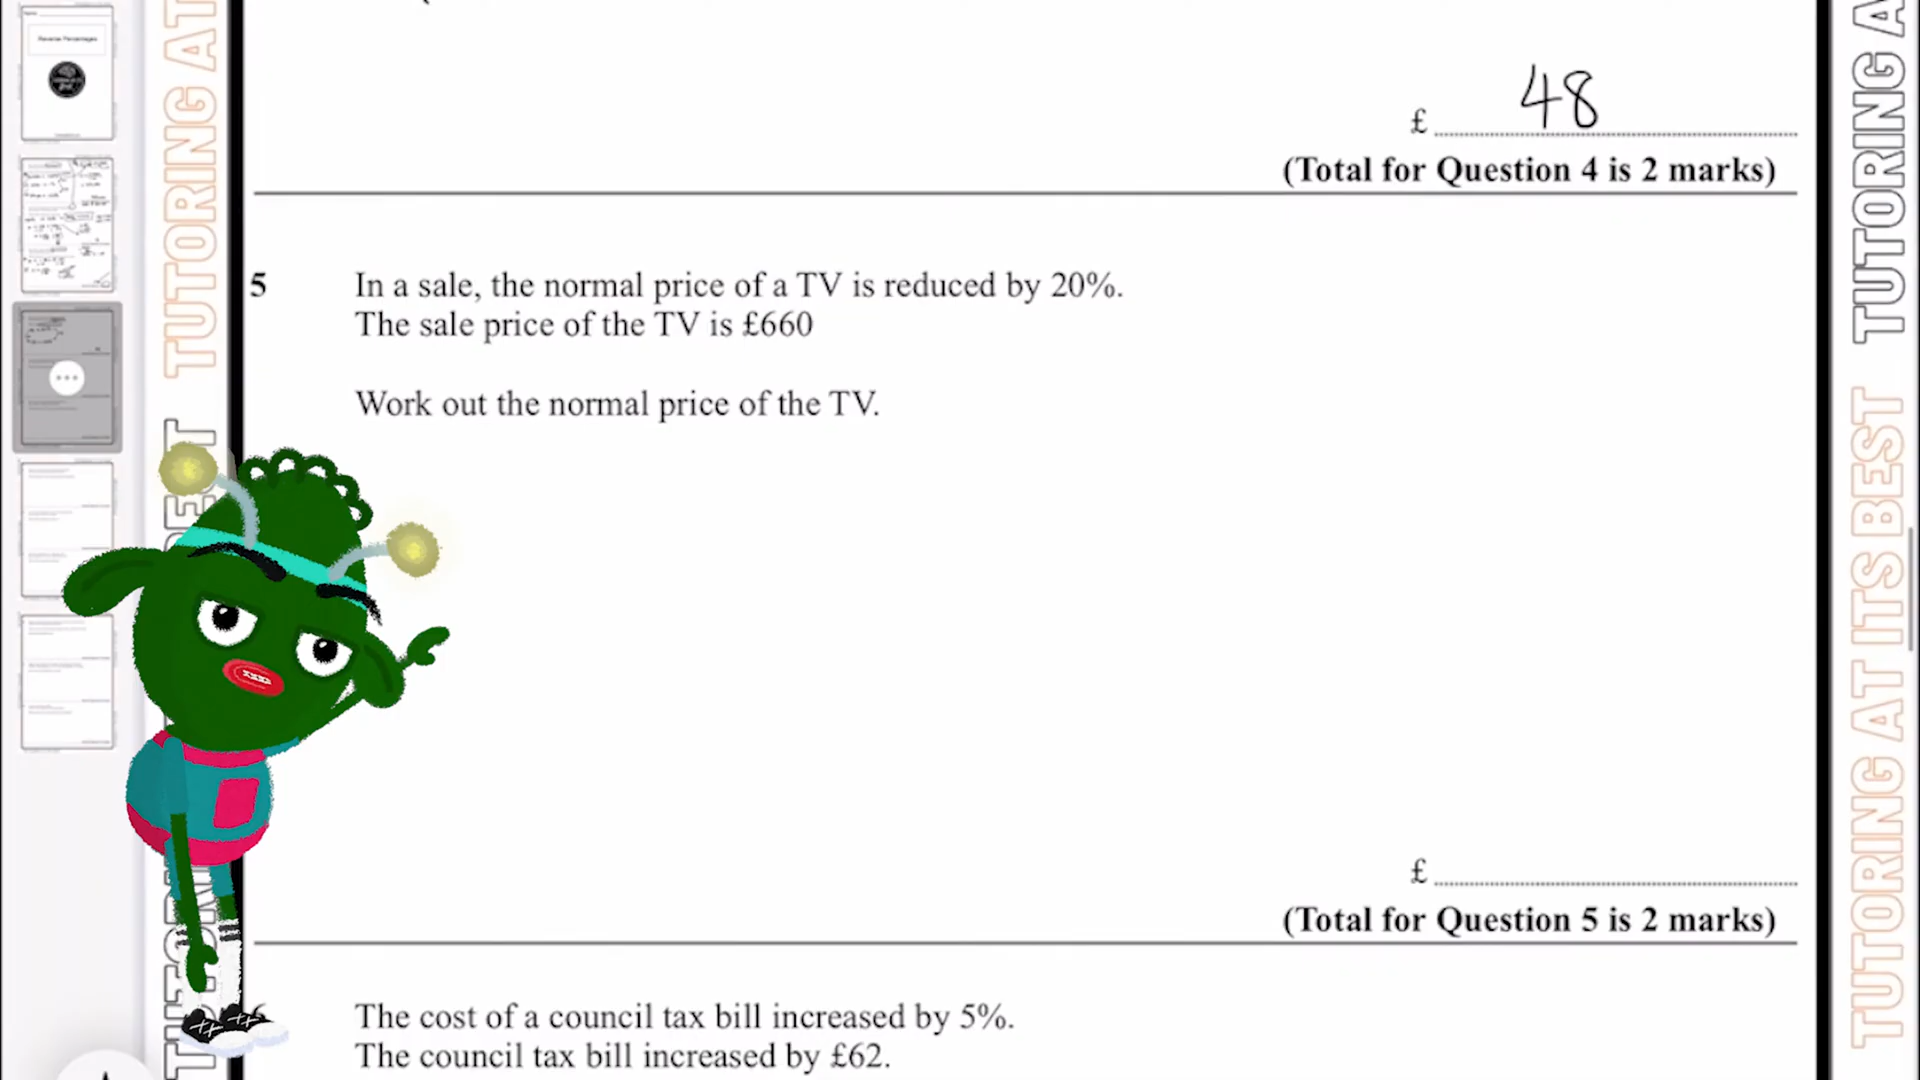 48
£
(Total for Question 4 is 2 marks)
5 In a sale, the normal price of a TV is reduced by 20%.
The sale price of the TV is £660
Work out the normal price of the TV.
£
(Total for Question 5 is 2 marks)
The cost of a council tax bill increased by 5%.
The council tax bill increased by £62.
Reverse Percentages
TUTORING AT
TUTORING A
TUTORING AT ITS BEST